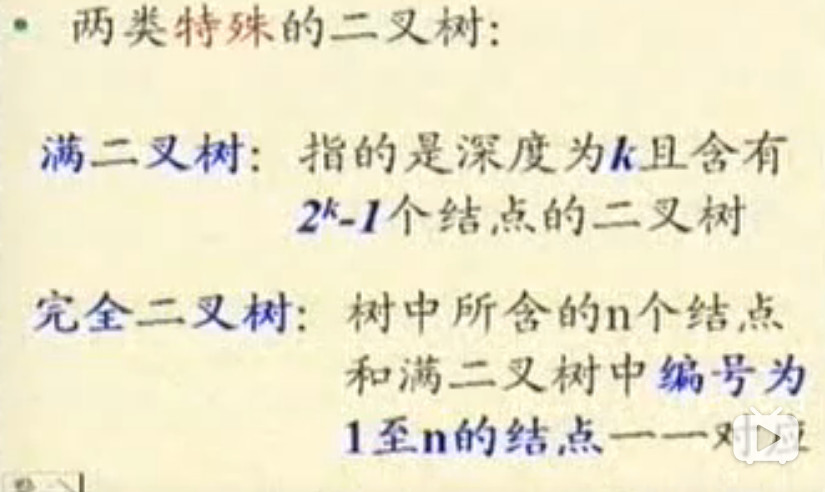 • 两类特殊的二叉树：
满二叉树： 指的是深度为k且含有
2ᵏ-1个结点的二叉树
完全二叉树： 树中所含的n个结点
和满二叉树中编号为
1至n的结点一一对应